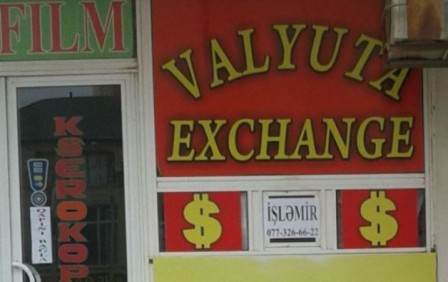 FILM
VALYUTA
EXCHANGE
$ $
İŞLƏMİR
077-326-66-22
KSEROKOP